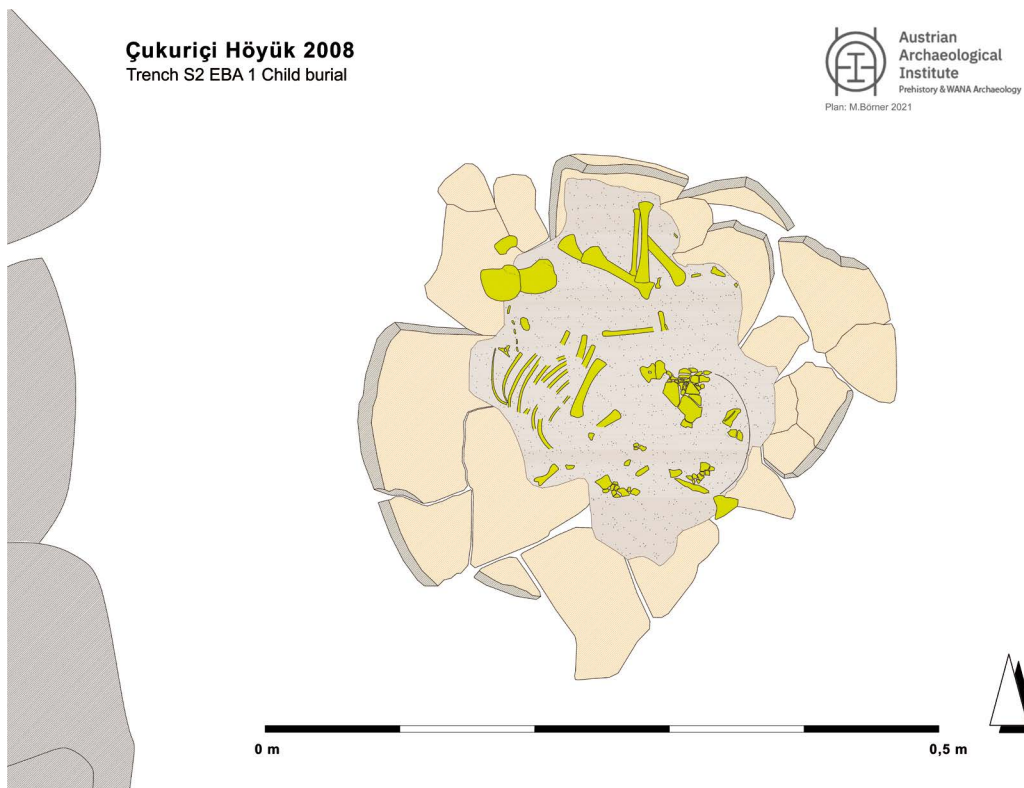 Çukuriçi Höyük 2008
Trench S2 EBA 1 Child burial
Austrian
Archaeological
Institute
Prehistory & WANA Archaeology
Plan: M.Börner 2021
0 m
0,5 m